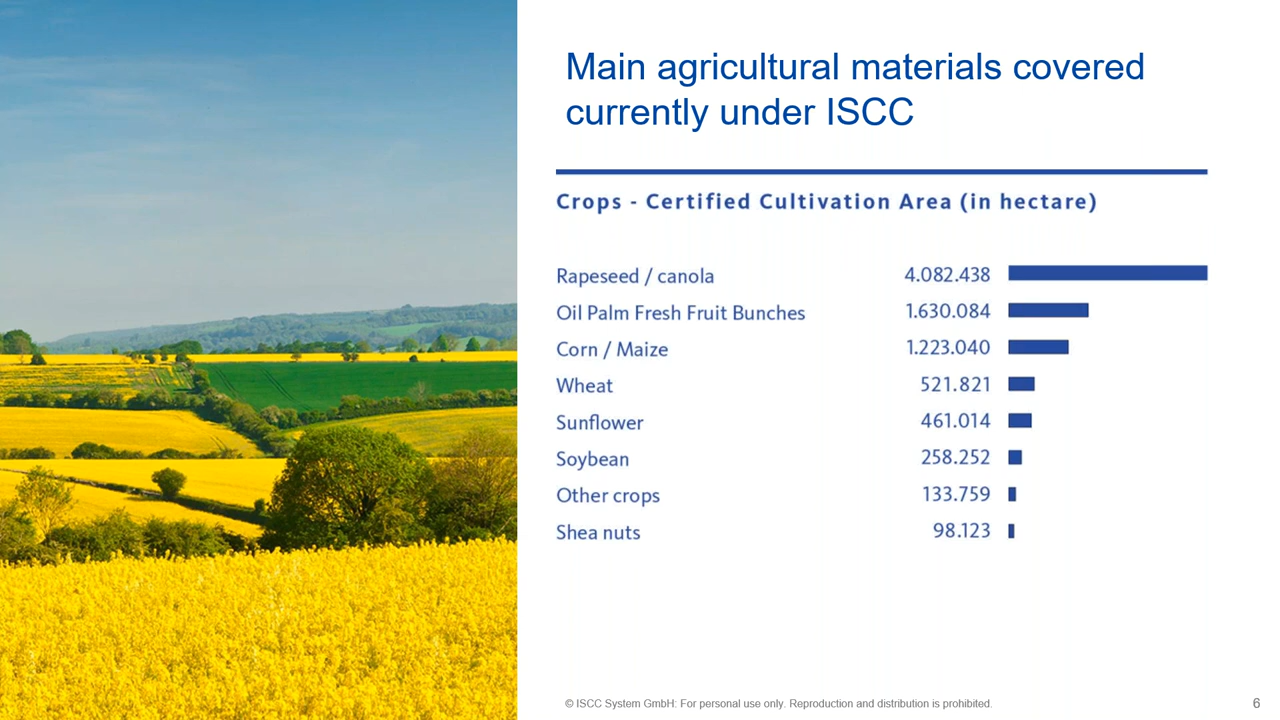 Main agricultural materials covered
currently under ISCC
Crops - Certified Cultivation Area (in hectare)
Rapeseed / canola 4.082.438
Oil Palm Fresh Fruit Bunches 1.630.084
Corn / Maize 1.223.040
Wheat 521.821
Sunflower 461.014
Soybean 258.252
Other crops 133.759
Shea nuts 98.123
© ISCC System GmbH: For personal use only. Reproduction and distribution is prohibited. 6